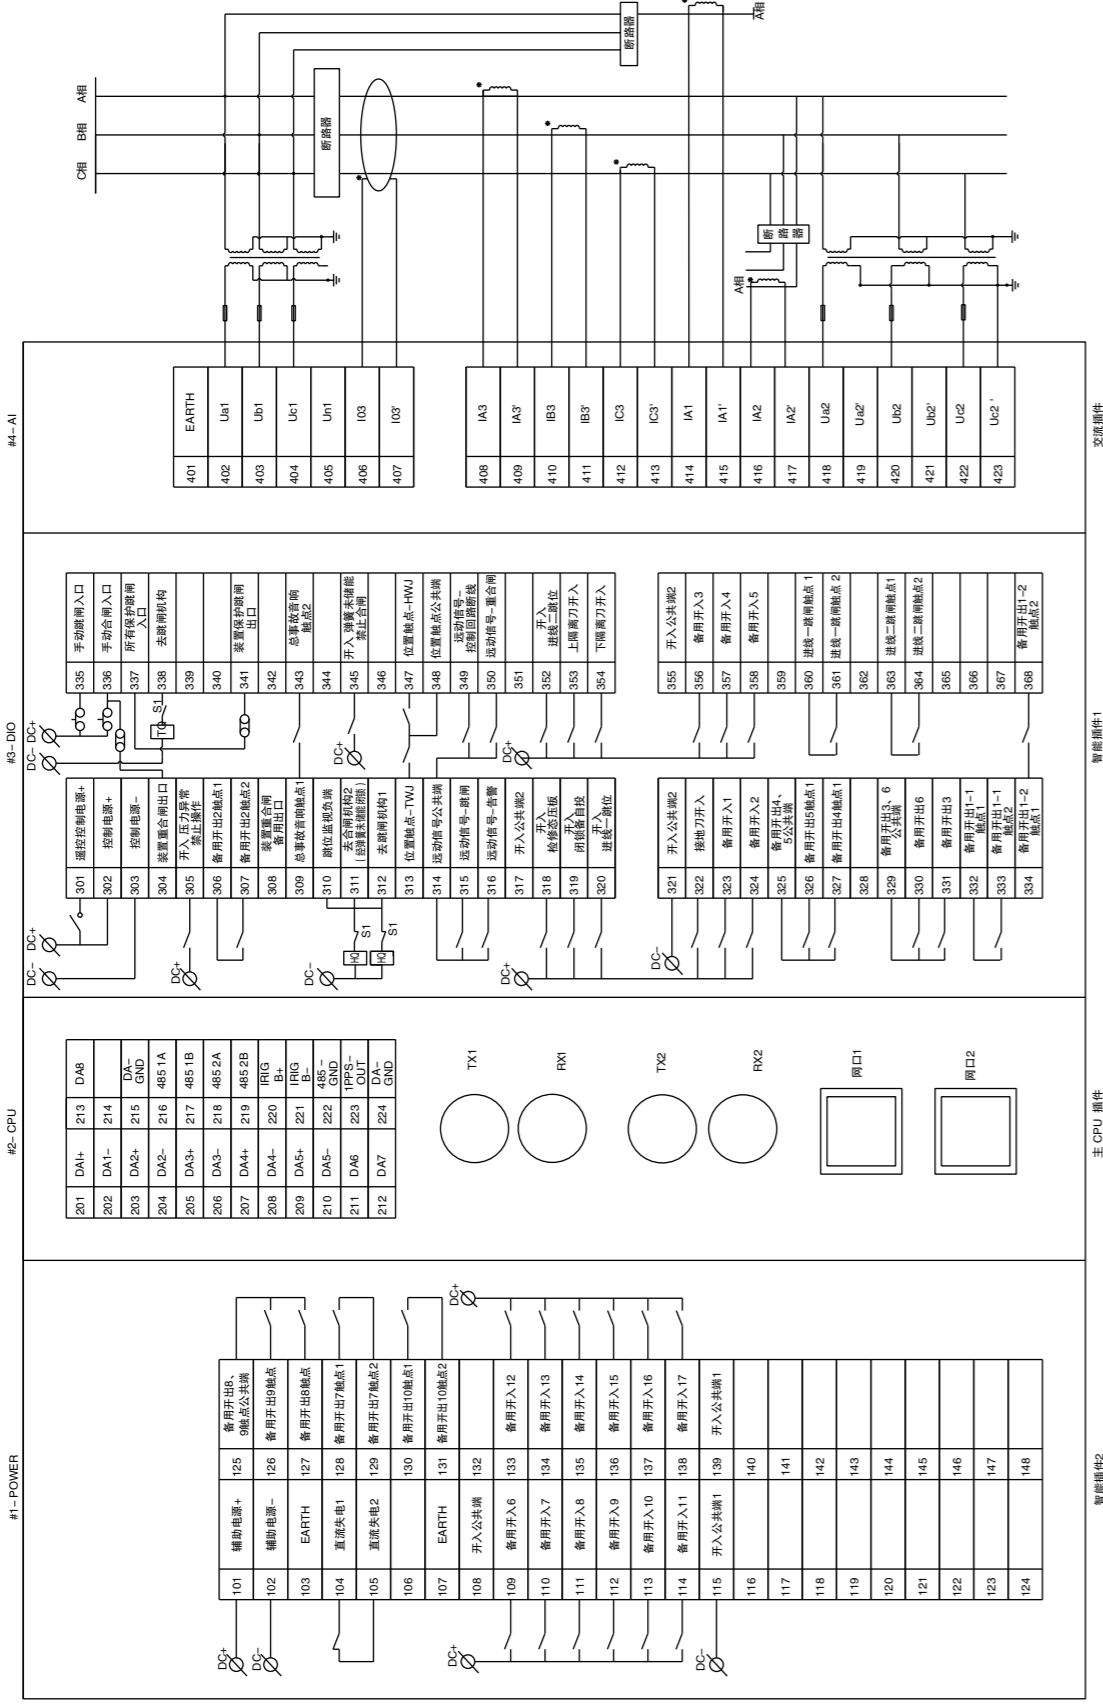 #1-POWER
DC+
101 辅助电源+ 125 备用开出8、
9触点公共端
DC-
102 辅助电源- 126 备用开出9触点
103 EARTH 127 备用开出8触点
104 直流失电1 128 备用开出7触点1
105 直流失电2 129 备用开出7触点2
106 130 备用开出10触点1
107 EARTH 131 备用开出10触点2
DC+
108 开入公共端 132
DC+
109 备用开入6 133 备用开入12
110 备用开入7 134 备用开入13
111 备用开入8 135 备用开入14
112 备用开入9 136 备用开入15
113 备用开入10 137 备用开入16
114 备用开入11 138 备用开入17
DC-
115 开入公共端1 139 开入公共端1
116 140
117 141
118 142
119 143
120 144
121 145
122 146
123 147
124 148
智能插件2
#2- CPU
201 DAI+ 213 DA8
202 DA1- 214
203 DA2+ 215 DA-
GND
204 DA2- 216 485 1A
205 DA3+ 217 485 1B
206 DA3- 218 485 2A
207 DA4+ 219 485 2B
208 DA4- 220 IRIG
B+
209 DA5+ 221 IRIG
B-
210 DA5- 222 485-
GND
211 DA6 223 1PPS-
OUT
212 DA7 224 DA-
GND
TX1
RX1
TX2
RX2
网口1
网口2
主 CPU 插件
#3- DIO
DC- DC+
DC- DC+
301 遥控控制电源+ 335 手动跳闸入口
302 控制电源+ 336 手动合闸入口
303 控制电源- 337 所有保护跳闸
入口
304 装置重合闸出口 TQ S1 338 去跳闸机构
DC+
305 开入 压力异常
禁止操作 339
306 备用开出2触点1 340
307 备用开出2触点2 341 装置保护跳闸
出口
308 装置重合闸
备用出口 342
309 总事故音响触点1 343 总事故音响
触点2
DC-
310 跳位监视负端 344
HQ S1 311 去合闸机构2
(经弹簧未储能闭锁) DC+ 345 开入 弹簧未储能
禁止合闸
HQ S1 312 去跳闸机构1 346
313 位置触点-TWJ 347 位置触点-HWJ
314 远动信号公共端 348 位置触点公共端
315 远动信号-跳闸 349 远动信号-
控制回路断线
316 远动信号-告警 350 远动信号-重合闸
DC+ 317 开入公共端2 DC+ 351
318 开入
检修态压板 352 开入
进线二跳位
319 开入
闭锁备自投 353 上隔离刀开入
320 开入
进线一跳位 354 下隔离刀开入
DC-
321 开入公共端2 355 开入公共端2
322 接地刀开入 356 备用开入3
323 备用开入1 357 备用开入4
324 备用开入2 358 备用开入5
325 备用开出4、
5公共端 359
326 备用开出5触点1 360 进线一跳闸触点 1
327 备用开出4触点1 361 进线一跳闸触点 2
328 362
329 备用开出3、6
公共端 363 进线二跳闸触点1
330 备用开出6 364 进线二跳闸触点2
331 备用开出3 365
332 备用开出1-1
触点1 366
333 备用开出1-1
触点2 367
334 备用开出1-2
触点1 368 备用开出1-2
触点2
智能插件1
#4- AI
401 EARTH
402 Ua1
403 Ub1
404 Uc1
405 Un1
406 I03
407 I03'
408 IA3
409 IA3'
410 IB3
411 IB3'
412 IC3
413 IC3'
414 IA1
415 IA1'
416 IA2
417 IA2'
418 Ua2
419 Ua2'
420 Ub2
421 Ub2'
422 Uc2
423 Uc2 '
交流插件
C相 B相 A相
断路器
断路器
A相
A相
断路器